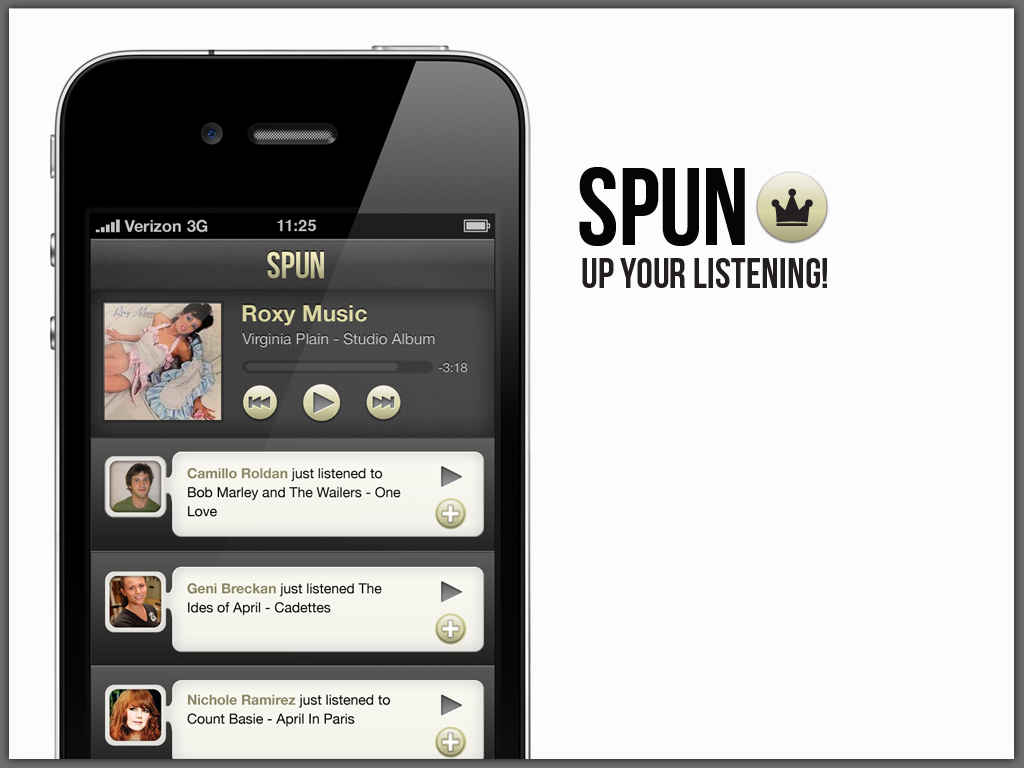 Verizon 3G 11:25
SPUN
Roxy Music
Roxy Music
Virginia Plain - Studio Album
-3:18
Camillo Roldan just listened to
Bob Marley and The Wailers - One
Love
Geni Breckan just listened The
Ides of April - Cadettes
Nichole Ramirez just listened to
Count Basie - April In Paris
SPUN
UP YOUR LISTENING!